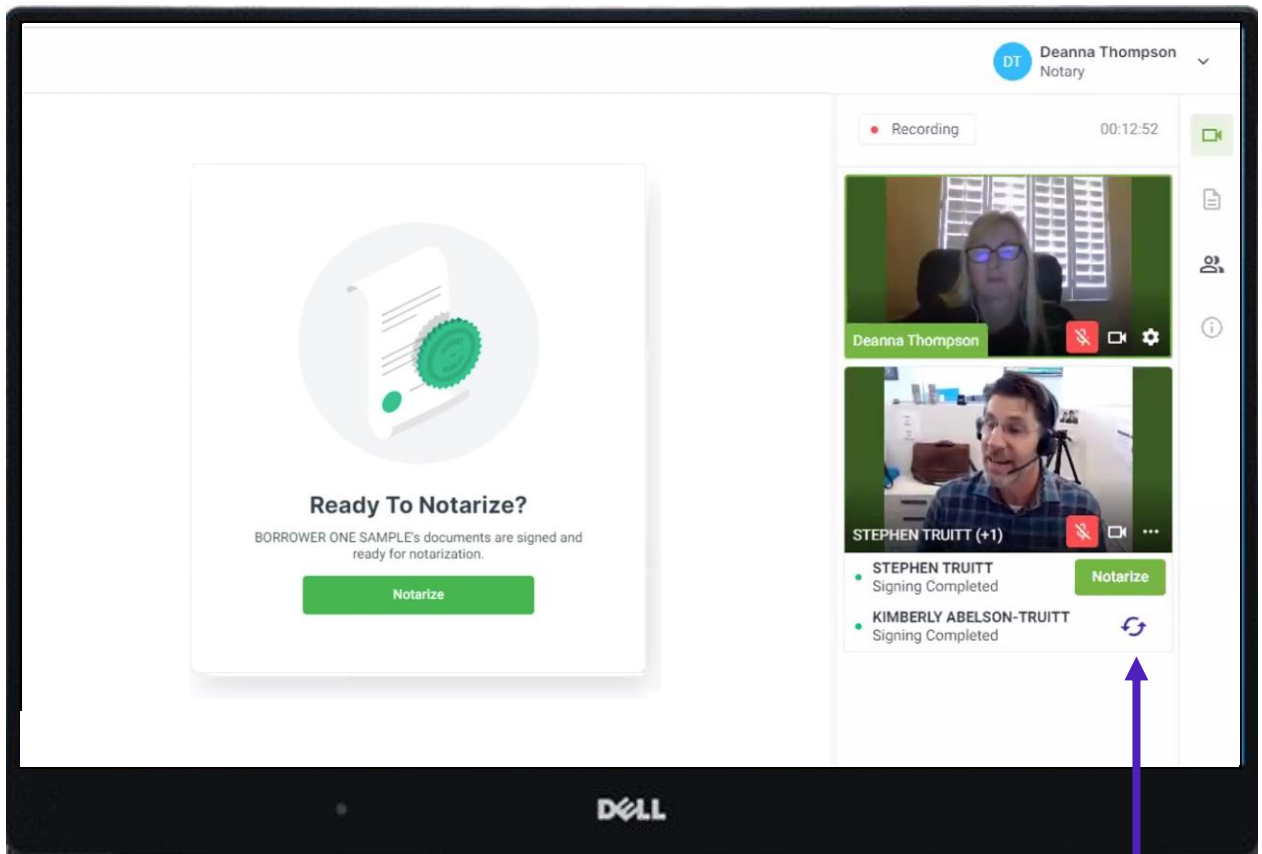 DT
Deanna Thompson
Notary
Recording
00:12:52
Deanna Thompson
STEPHEN TRUITT (+1)
STEPHEN TRUITT
Signing Completed
Notarize
KIMBERLY ABELSON-TRUITT
Signing Completed
Ready To Notarize?
BORROWER ONE SAMPLE's documents are signed and
ready for notarization.
Notarize
DELL